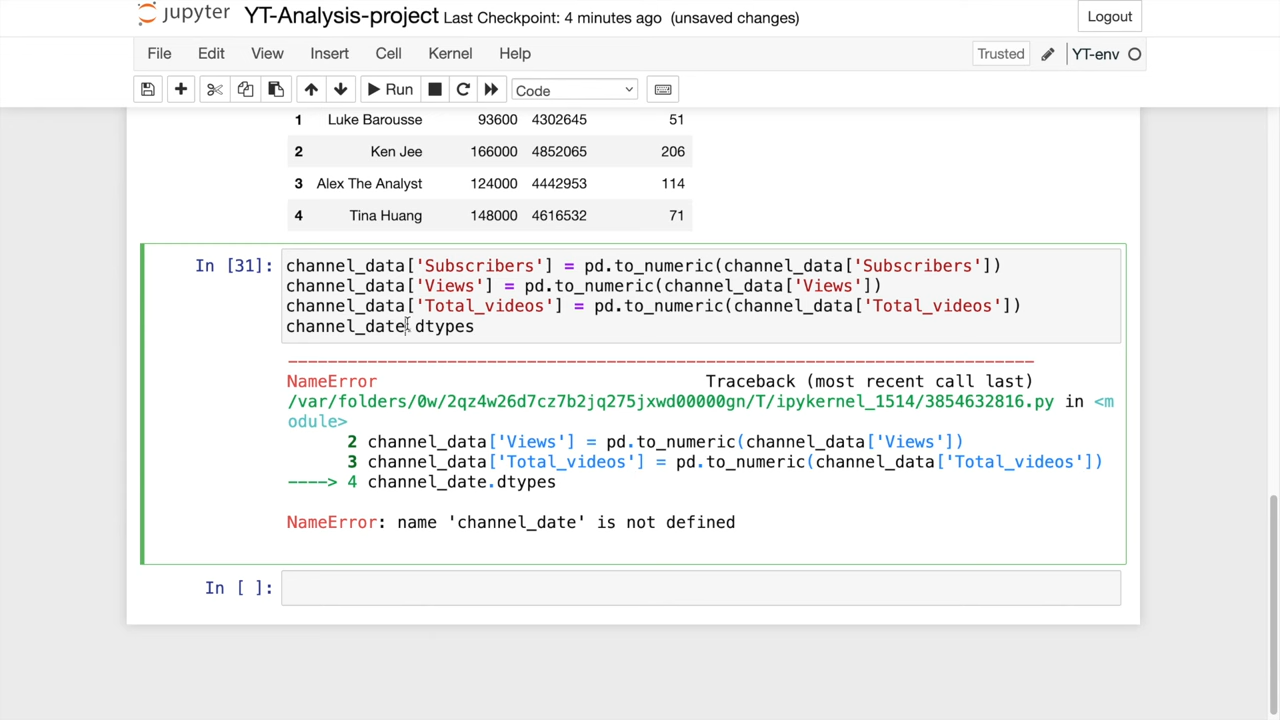 jupyter YT-Analysis-project Last Checkpoint: 4 minutes ago (unsaved changes) Logout
File Edit View Insert Cell Kernel Help Trusted YT-env
Run Code
1 Luke Barousse 93600 4302645 51
2 Ken Jee 166000 4852065 206
3 Alex The Analyst 124000 4442953 114
4 Tina Huang 148000 4616532 71
In [31]: channel_data['Subscribers'] = pd.to_numeric(channel_data['Subscribers'])
channel_data['Views'] = pd.to_numeric(channel_data['Views'])
channel_data['Total_videos'] = pd.to_numeric(channel_data['Total_videos'])
channel_date.dtypes
---------------------------------------------------------------------------
NameError Traceback (most recent call last)
/var/folders/0w/2qz4w26d7cz7b2jq275jxwd00000gn/T/ipykernel_1514/3854632816.py in <m
odule>
2 channel_data['Views'] = pd.to_numeric(channel_data['Views'])
3 channel_data['Total_videos'] = pd.to_numeric(channel_data['Total_videos'])
----> 4 channel_date.dtypes
NameError: name 'channel_date' is not defined
In [ ]: